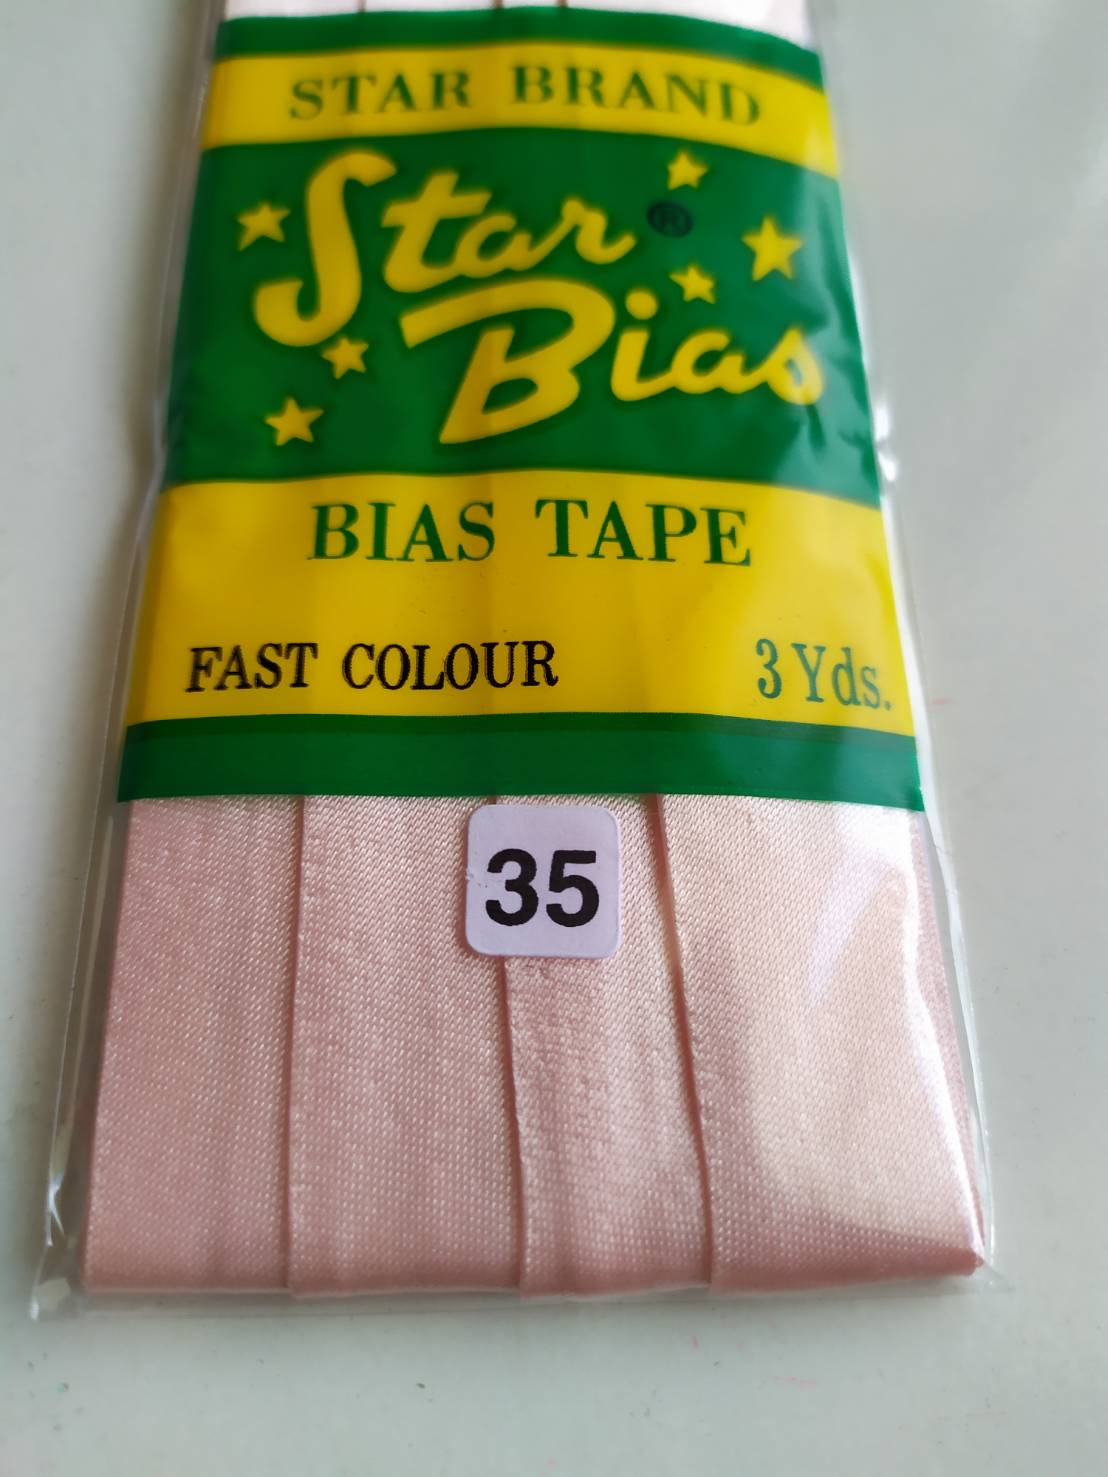 STAR BRAND
Star ®
Bias
BIAS TAPE
FAST COLOUR 3 Yds.
35